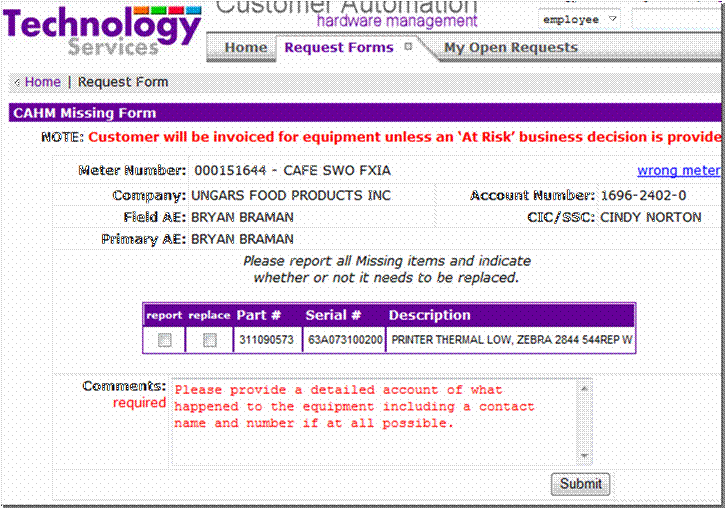 Customer Automation
Technology
Services
hardware management
employee
Home
Request Forms
My Open Requests
Home | Request Form
CAHM Missing Form
NOTE: Customer will be invoiced for equipment unless an ‘At Risk’ business decision is provide
Meter Number: 000151644 - CAFE SWO FXIA wrong meter
Company: UNGARS FOOD PRODUCTS INC Account Number: 1696-2402-0
Field AE: BRYAN BRAMAN CIC/SSC: CINDY NORTON
Primary AE: BRYAN BRAMAN
Please report all Missing items and indicate
whether or not it needs to be replaced.
report replace Part # Serial # Description
311090573 63A073100200 PRINTER THERMAL LOW, ZEBRA 2844 544REP W
Comments: Please provide a detailed account of what
required happened to the equipment including a contact
name and number if at all possible.
Submit